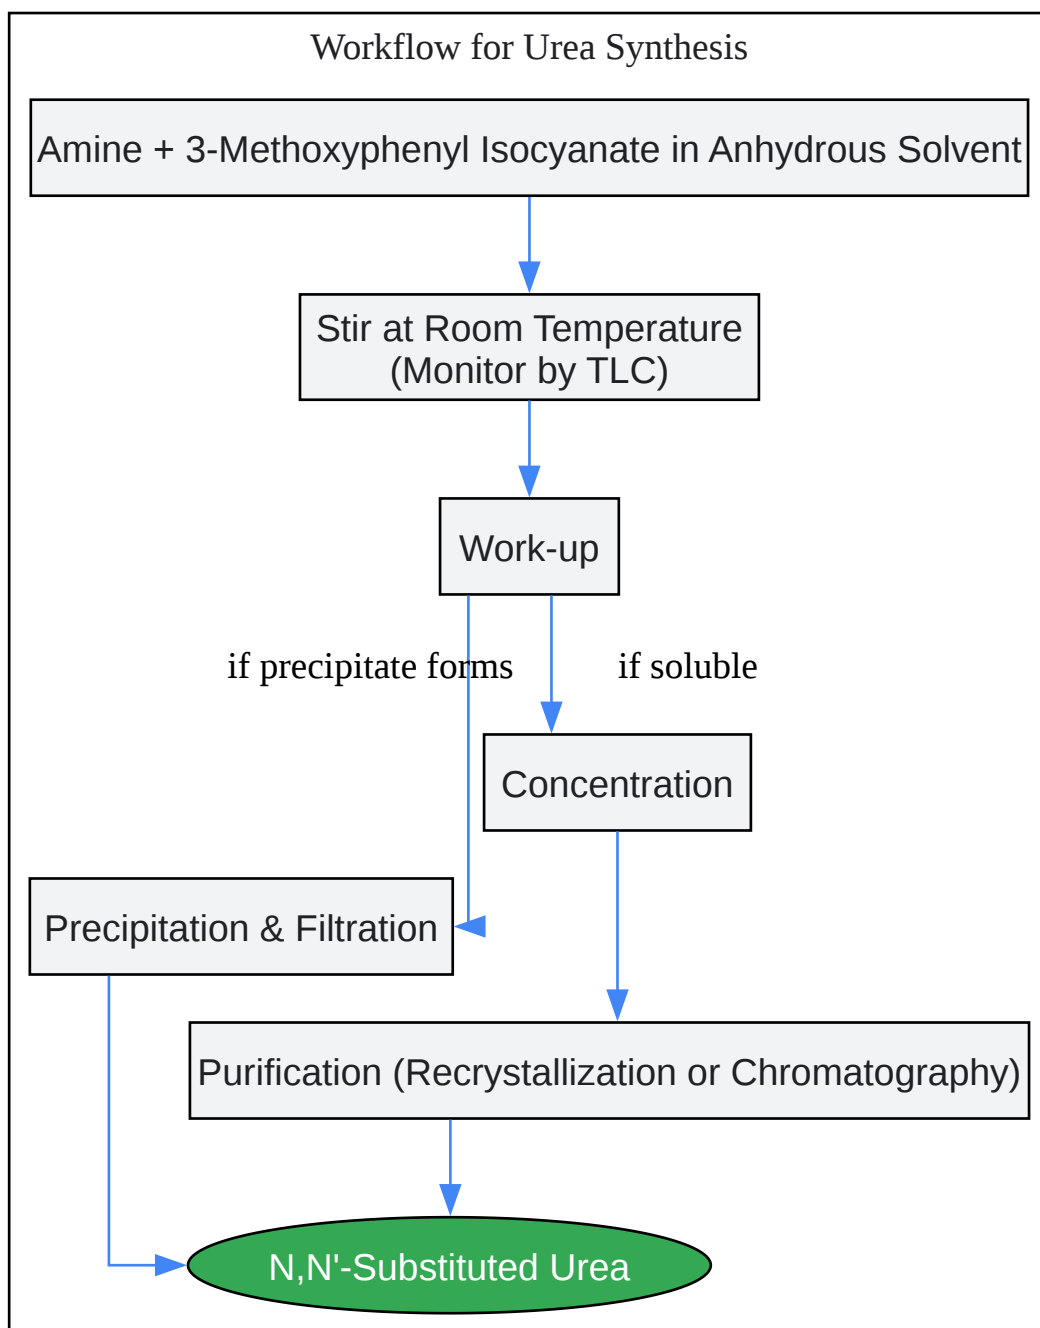 Workflow for Urea Synthesis
Amine + 3-Methoxyphenyl Isocyanate in Anhydrous Solvent
Stir at Room Temperature
(Monitor by TLC)
Work-up
if precipitate forms
if soluble
Concentration
Precipitation & Filtration
Purification (Recrystallization or Chromatography)
N,N'-Substituted Urea